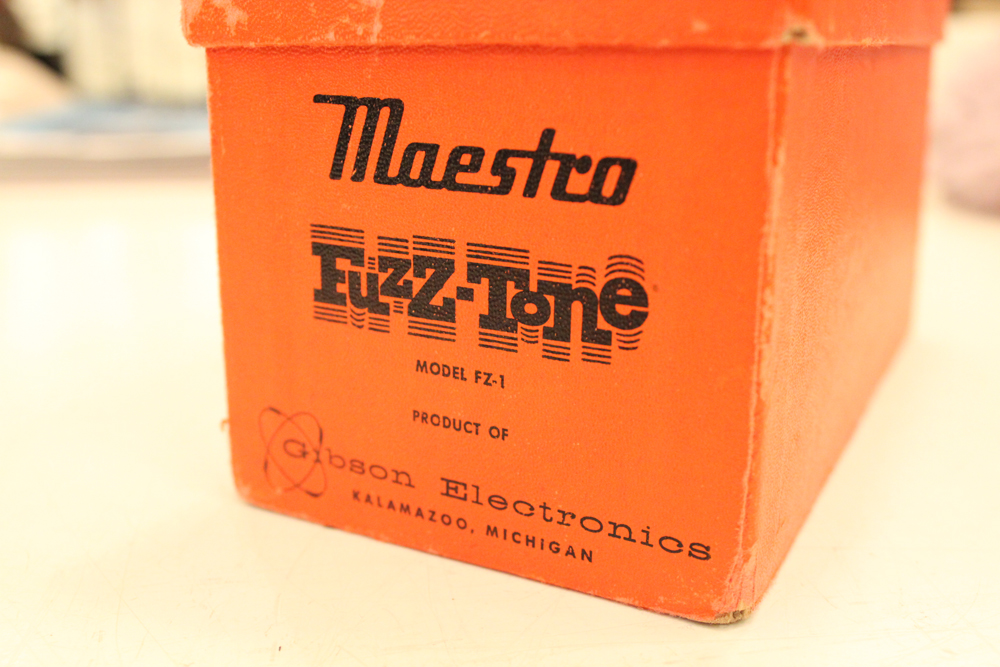 Maestro
FuzZ-Tone
MODEL FZ-1
PRODUCT OF
Gibson Electronics
KALAMAZOO, MICHIGAN